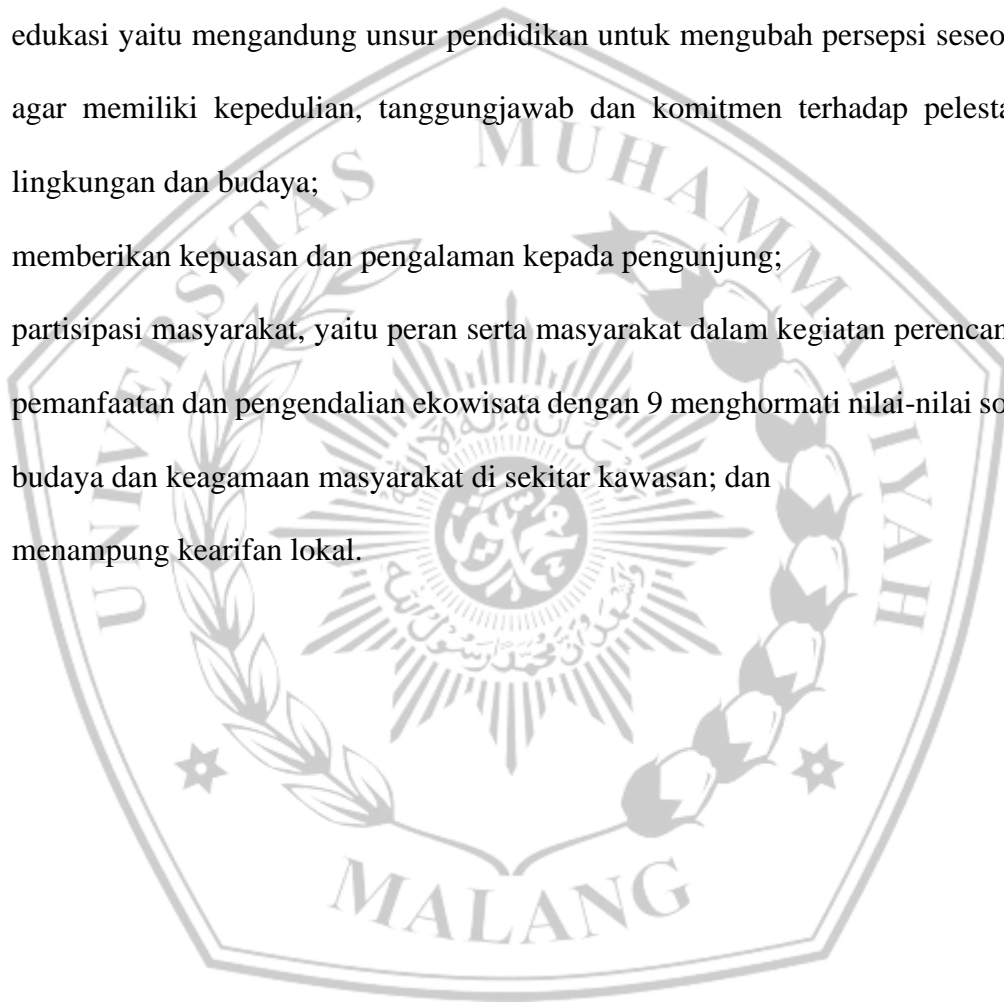 edukasi yaitu mengandung unsur pendidikan untuk mengubah persepsi seseo
agar memiliki kepedulian, tanggungjawab dan komitmen terhadap pelesta
lingkungan dan budaya;
memberikan kepuasan dan pengalaman kepada pengunjung;
partisipasi masyarakat, yaitu peran serta masyarakat dalam kegiatan perencan
pemanfaatan dan pengendalian ekowisata dengan 9 menghormati nilai-nilai so
budaya dan keagamaan masyarakat di sekitar kawasan; dan
menampung kearifan lokal.
UNIVERSITAS MUHAMMADIYAH
MALANG